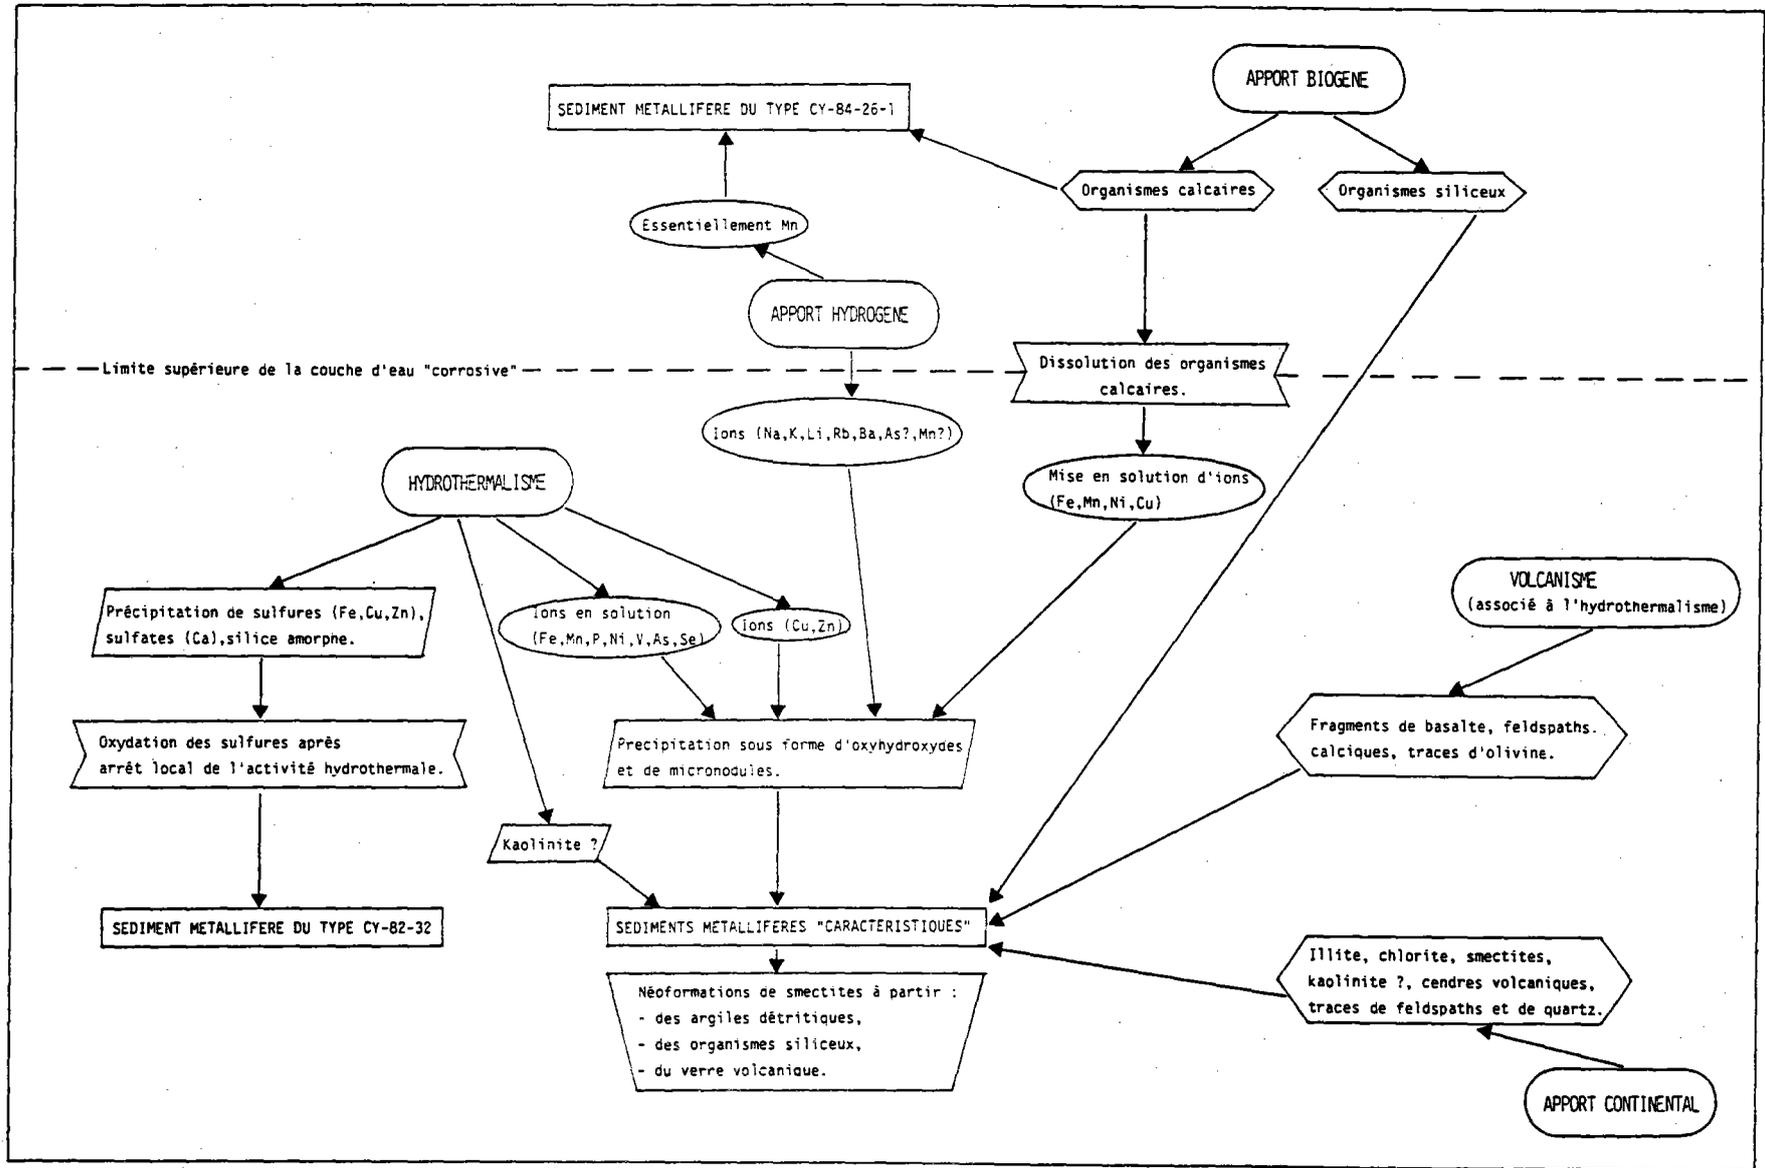 APPORT BIOGENE
SEDIMENT METALLIFERE DU TYPE CY-84-26-1
Organismes calcaires
Organismes siliceux
Essentiellement Mn
APPORT HYDROGENE
Limite supérieure de la couche d'eau "corrosive"
Dissolution des organismes
calcaires.
Ions (Na,K,Li,Rb,Ba,As?,Mn?)
Mise en solution d'ions
(Fe,Mn,Ni,Cu)
HYDROTHERMALISME
VOLCANISME
(associé à l'hydrothermalisme)
Précipitation de sulfures (Fe,Cu,Zn),
sulfates (Ca),silice amorphe.
Ions en solution
(Fe,Mn,P,Ni,V,As,Se)
Ions (Cu,Zn)
Fragments de basalte, feldspaths.
calciques, traces d'olivine.
Oxydation des sulfures après
arrêt local de l'activité hydrothermale.
Precipitation sous forme d'oxyhydroxydes
et de micronodules.
Kaolinite ?
SEDIMENT METALLIFERE DU TYPE CY-82-32
SEDIMENTS METALLIFERES "CARACTERISTIQUES"
Illite, chlorite, smectites,
kaolinite ?, cendres volcaniques,
traces de feldspaths et de quartz.
Néoformations de smectites à partir :
- des argiles détritiques,
- des organismes siliceux,
- du verre volcanique.
APPORT CONTINENTAL